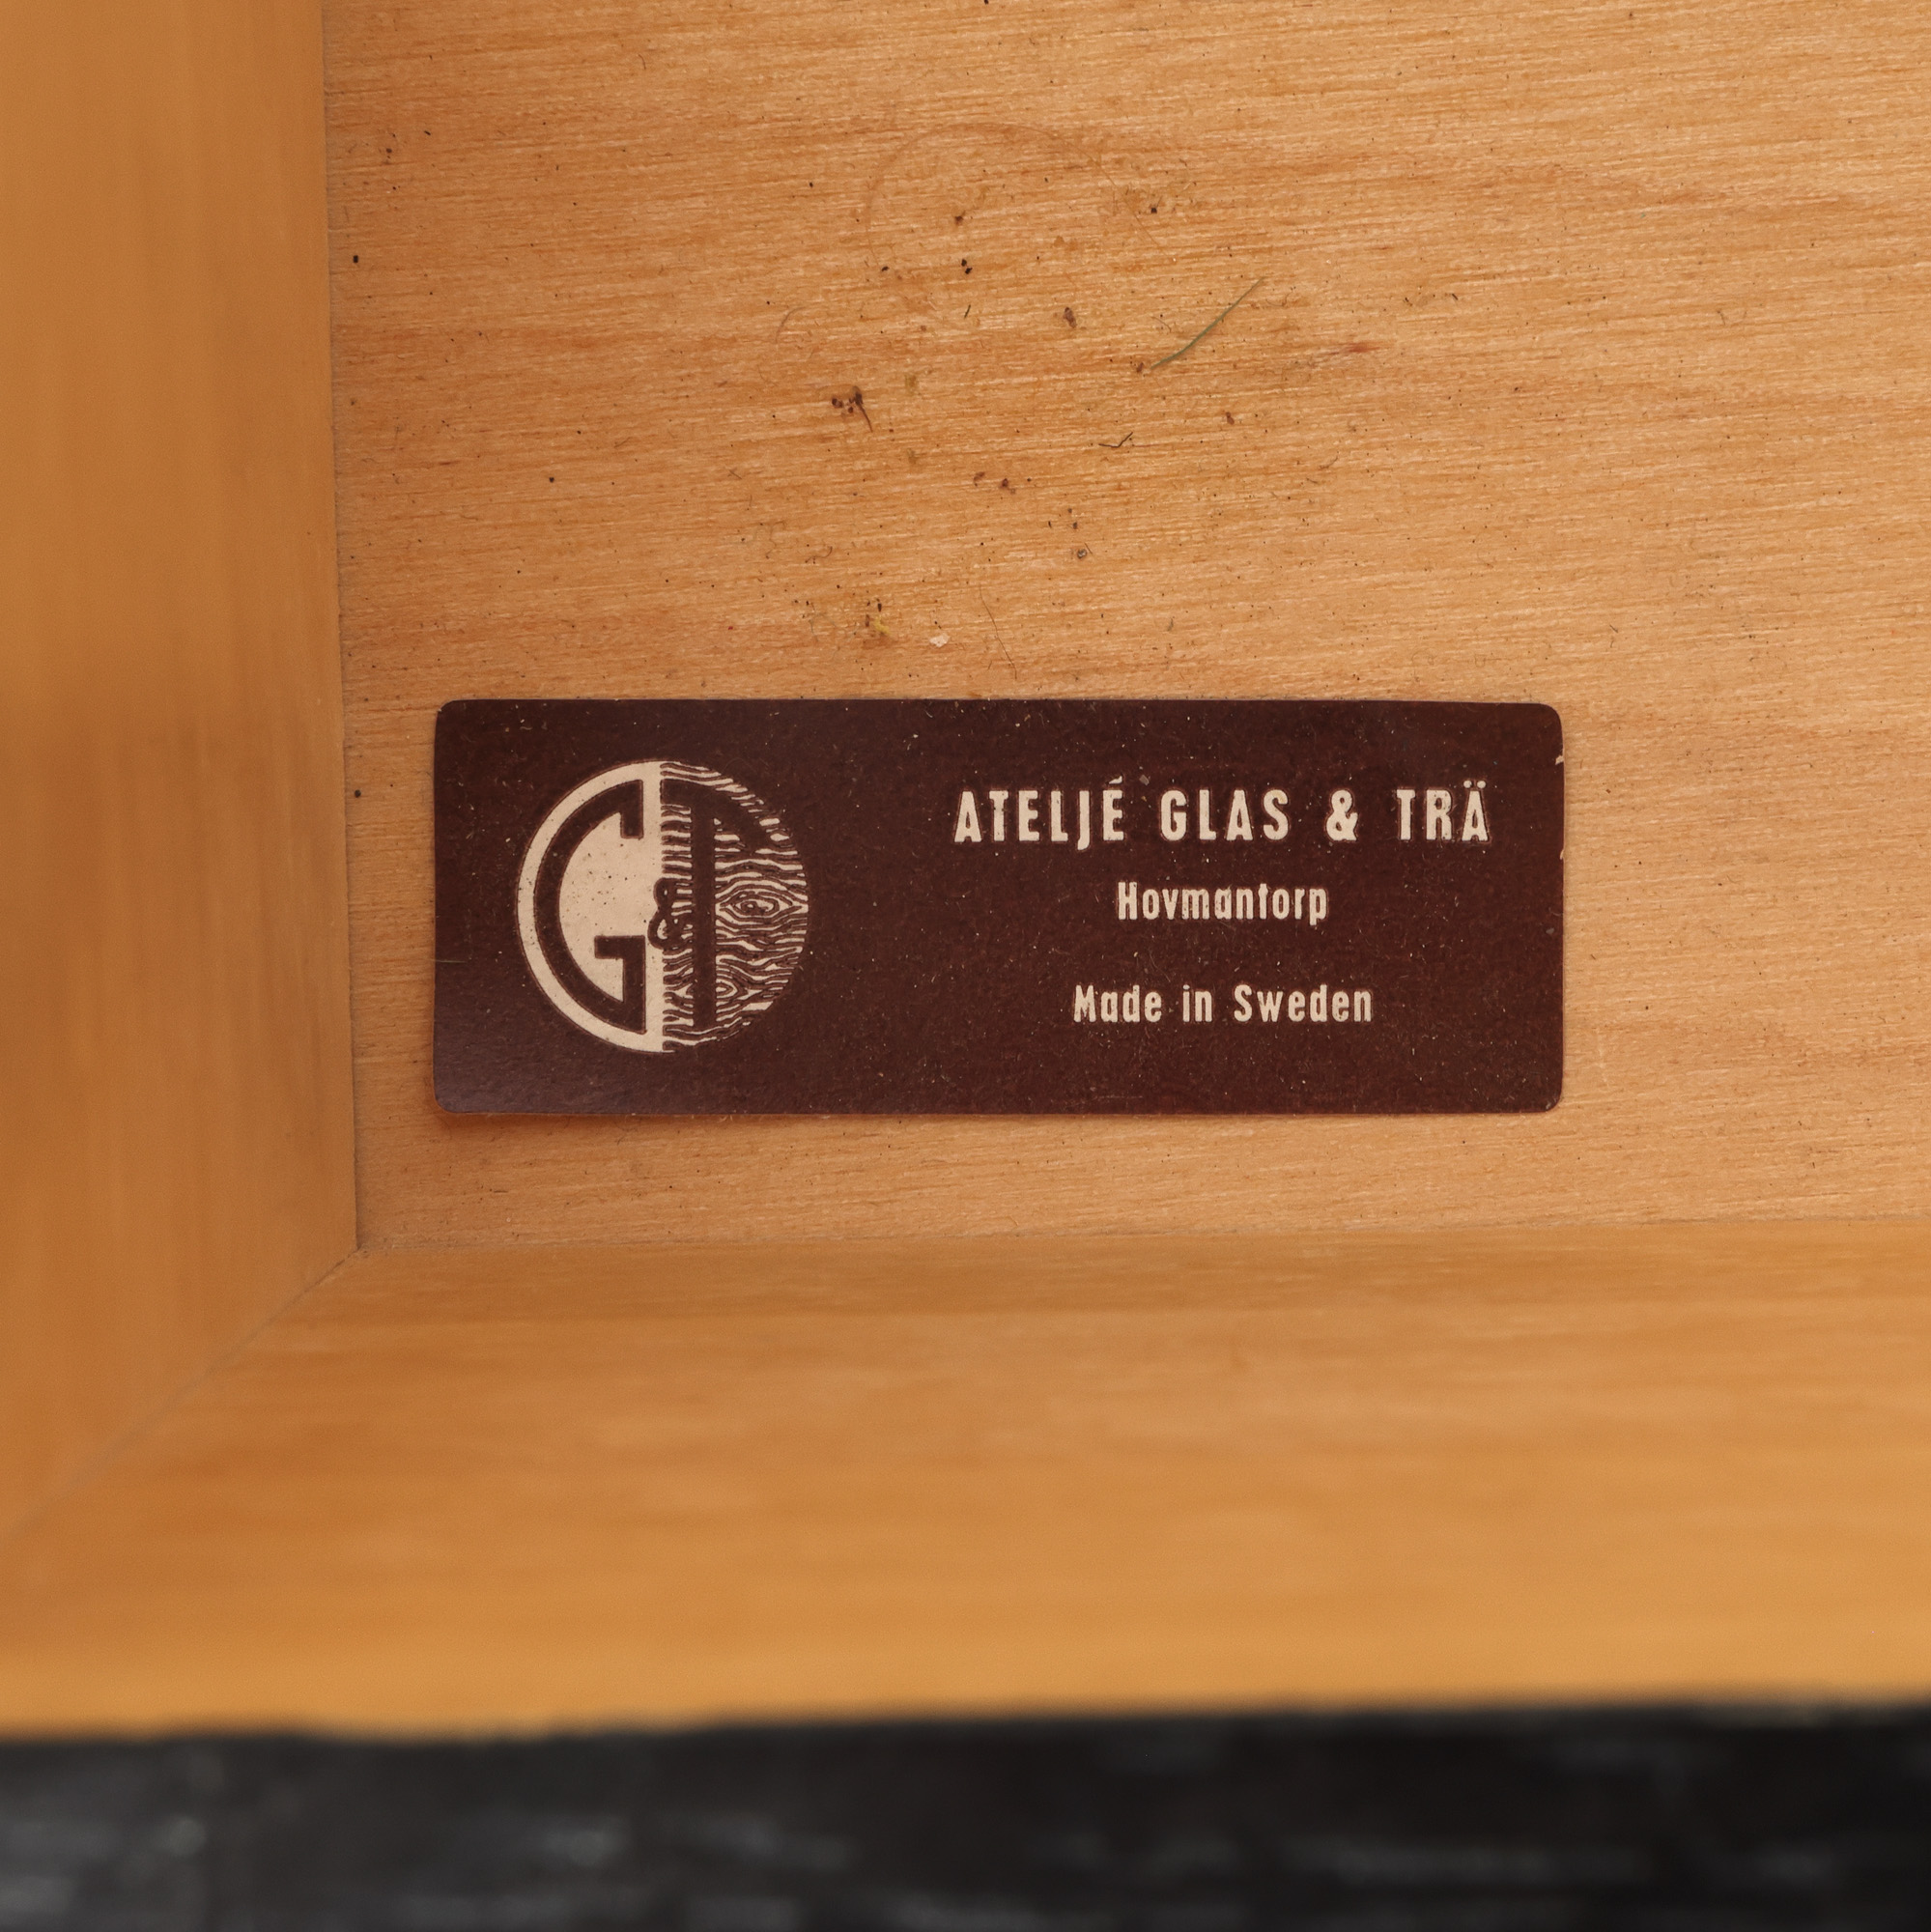 G&T
ATELJÉ GLAS & TRÄ
Hovmantorp
Made in Sweden